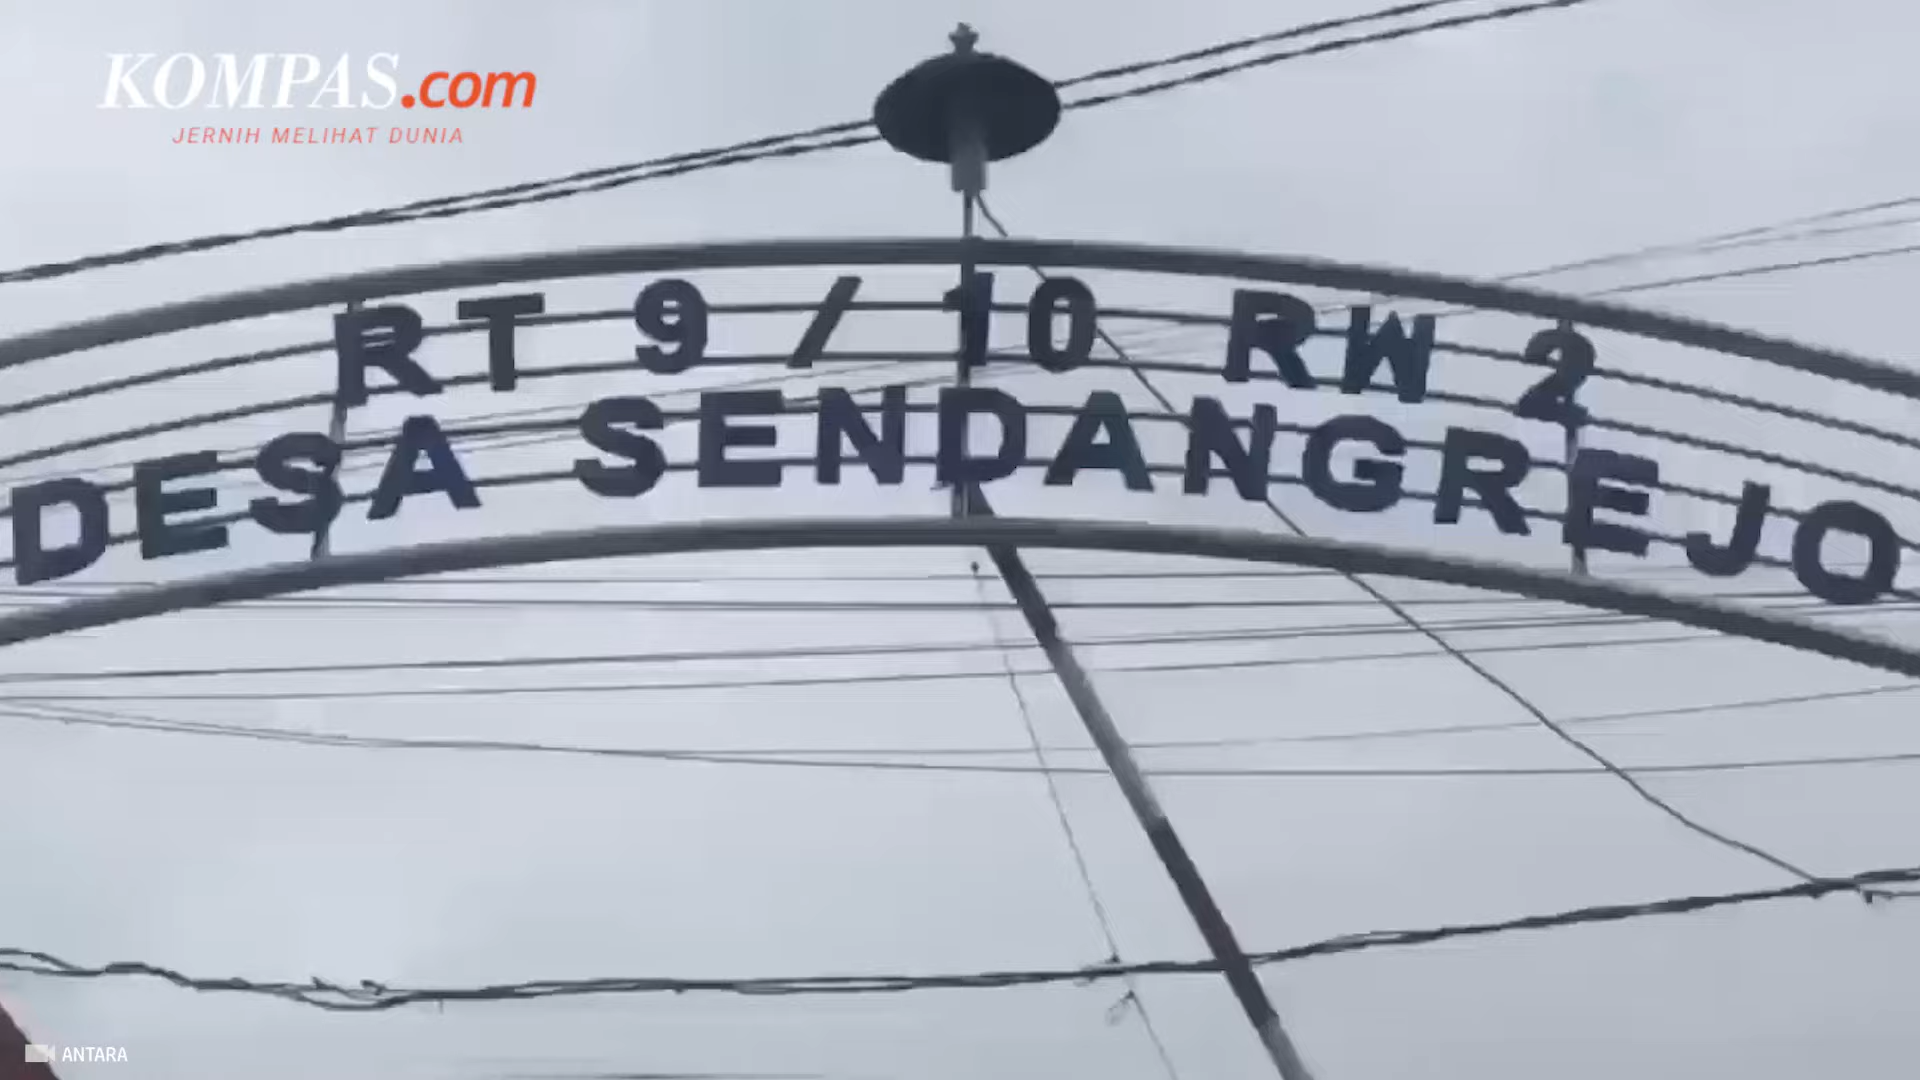 KOMPAS.com
JERNIH MELIHAT DUNIA
RT 9 / 10 RW 2
DESA SENDANGREJO
ANTARA